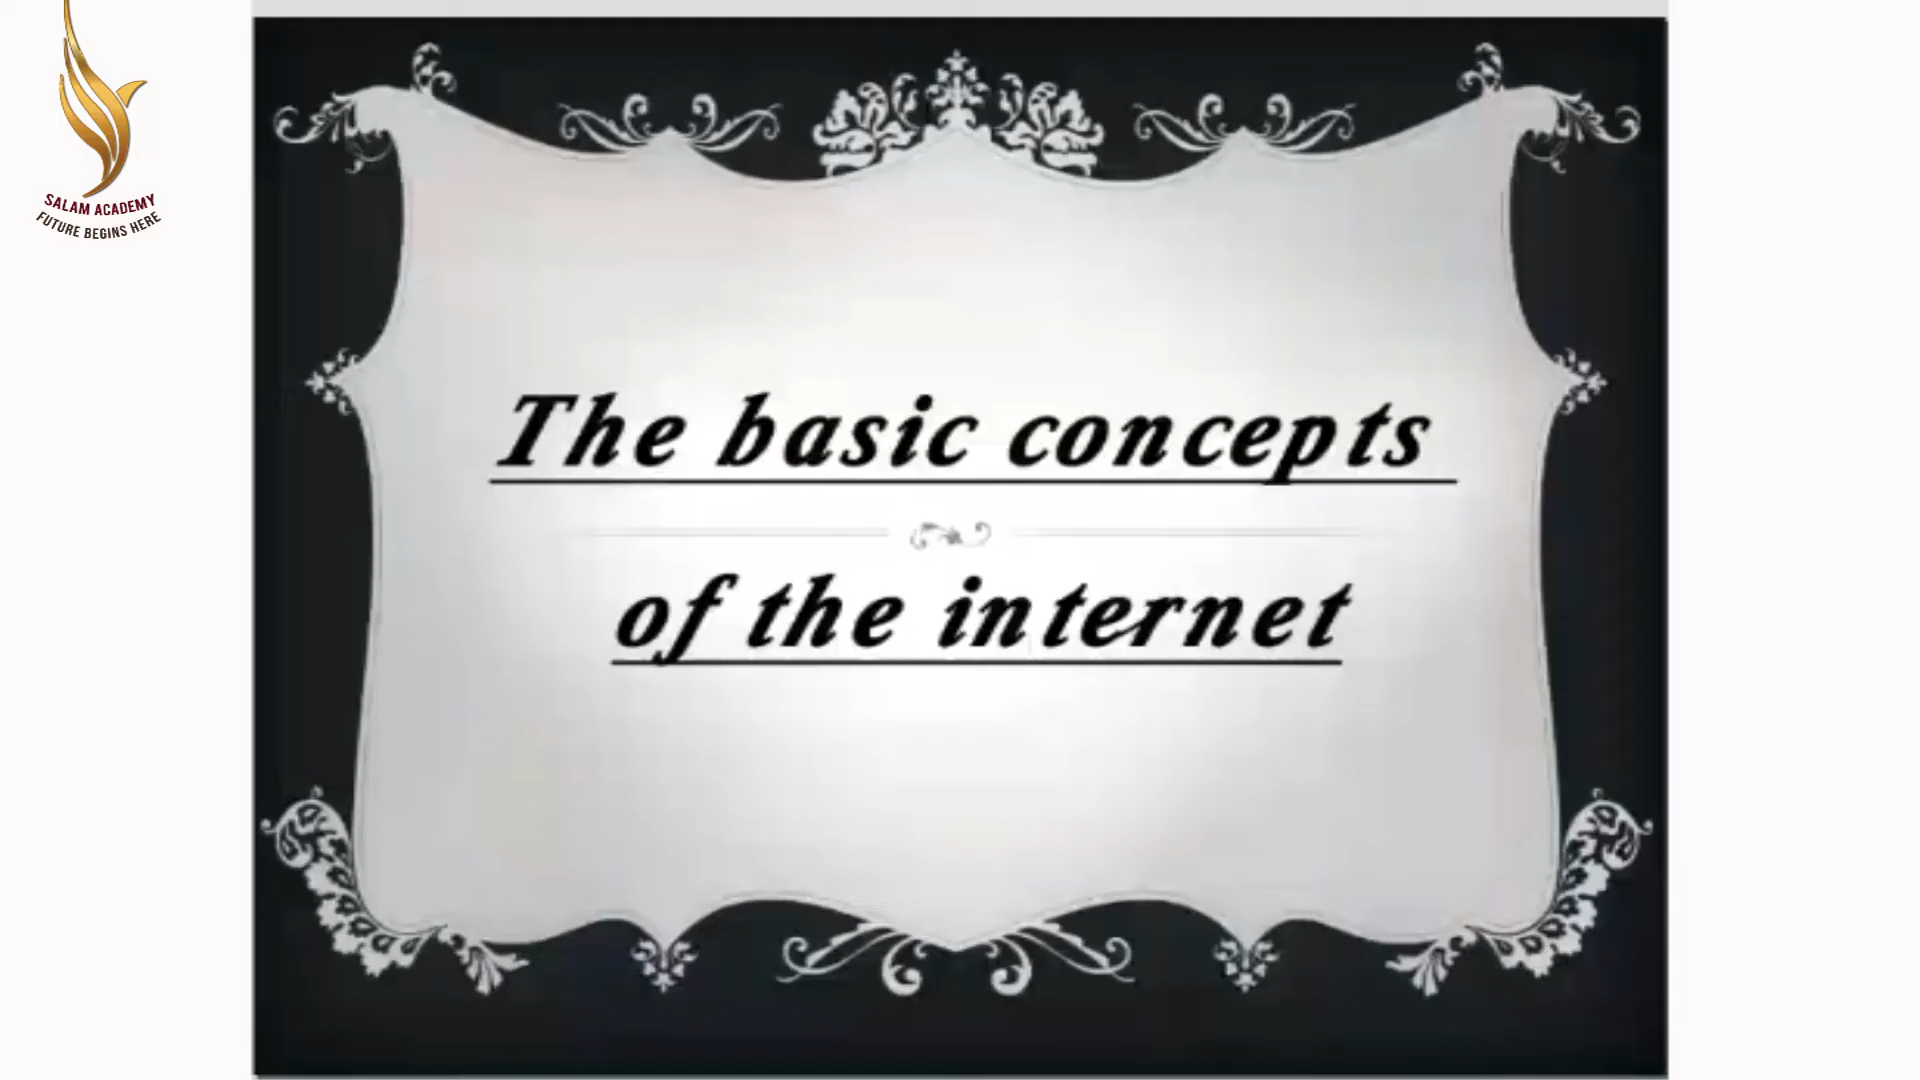 SALAM ACADEMY
FUTURE BEGINS HERE
The basic concepts
of the internet